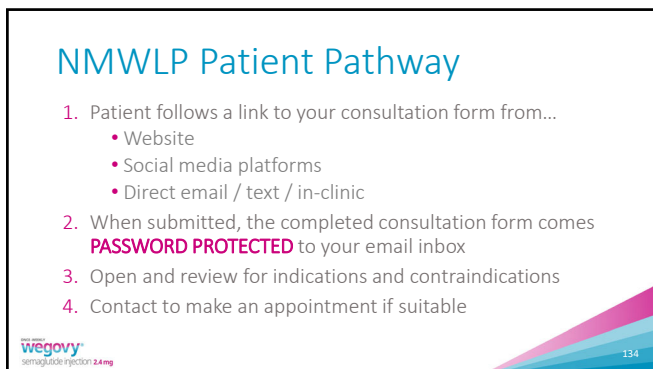 NMWLP Patient Pathway
1. Patient follows a link to your consultation form from…
• Website
• Social media platforms
• Direct email / text / in-clinic
2. When submitted, the completed consultation form comes
PASSWORD PROTECTED to your email inbox
3. Open and review for indications and contraindications
4. Contact to make an appointment if suitable
ONCE-WEEKLY
wegovy®
semaglutide injection 2.4 mg
134